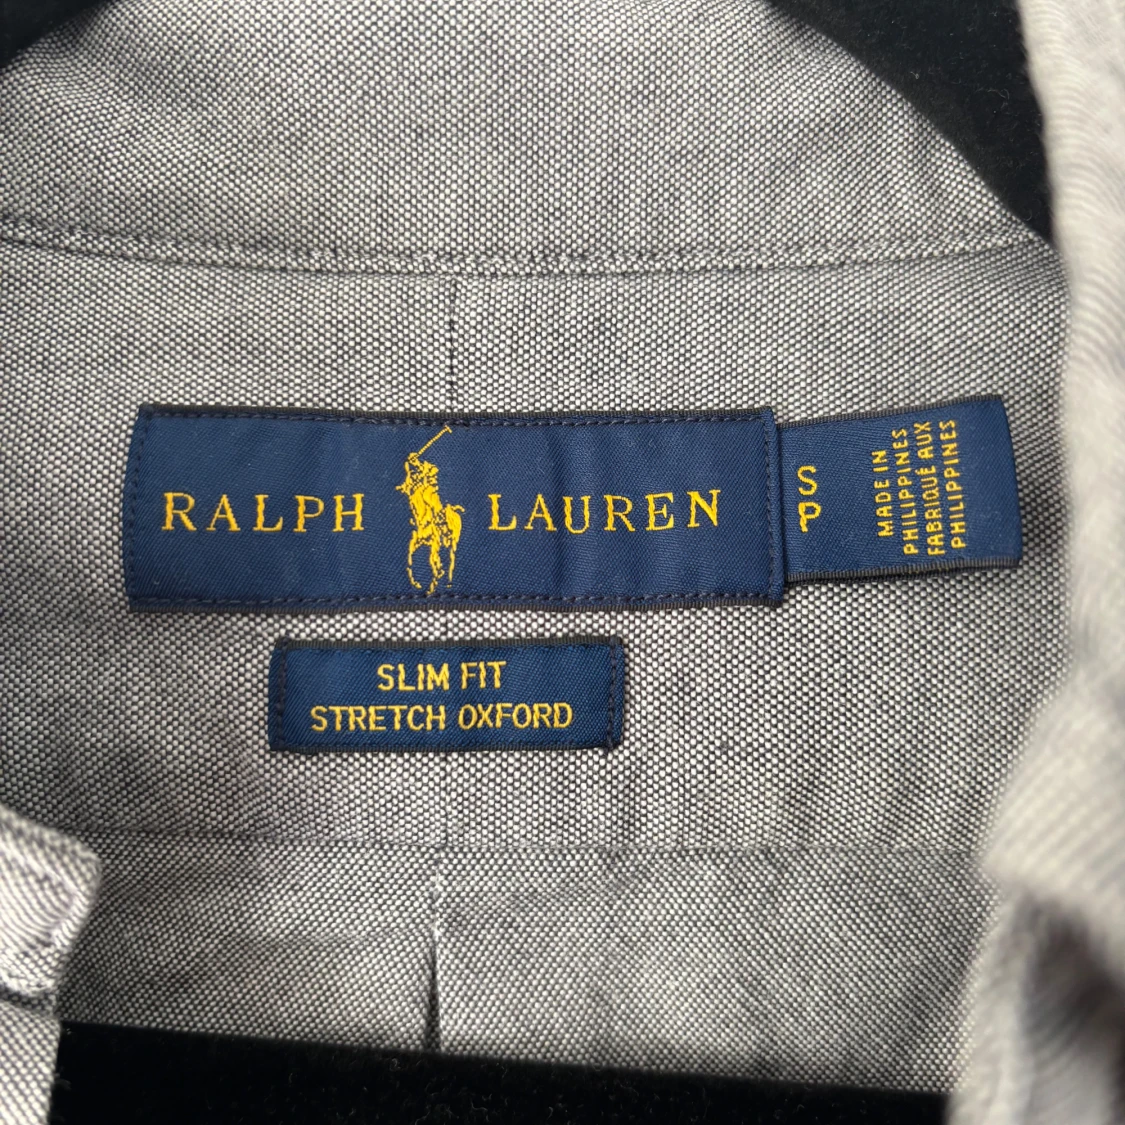 RALPH LAUREN
S
P
MADE IN
PHILIPPINES
FABRIQUÉ AUX
PHILIPPINES
SLIM FIT
STRETCH OXFORD